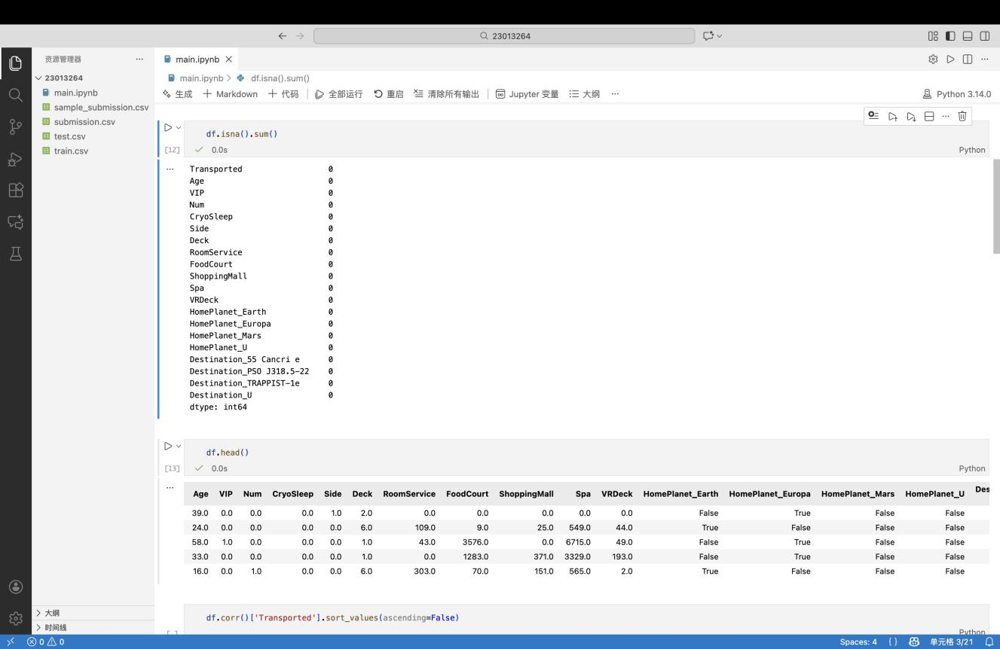 23013264
资源管理器
···
main.ipynb
23013264
main.ipynb > df.isna().sum()
main.ipynb
生成 Markdown 代码 全部运行 重启 清除所有输出 Jupyter 变量 大纲 ··· Python 3.14.0
sample_submission.csv
submission.csv
test.csv
train.csv
df.isna().sum()
[12] 0.0s Python
Transported 0
Age 0
VIP 0
Num 0
CryoSleep 0
Side 0
Deck 0
RoomService 0
FoodCourt 0
ShoppingMall 0
Spa 0
VRDeck 0
HomePlanet_Earth 0
HomePlanet_Europa 0
HomePlanet_Mars 0
HomePlanet_U 0
Destination_55 Cancri e 0
Destination_PSO J318.5-22 0
Destination_TRAPPIST-1e 0
Destination_U 0
dtype: int64
df.head()
[13] 0.0s Python
Age VIP Num CryoSleep Side Deck RoomService FoodCourt ShoppingMall Spa VRDeck HomePlanet_Earth HomePlanet_Europa HomePlanet_Mars HomePlanet_U Des
39.0 0.0 0.0 0.0 1.0 2.0 0.0 0.0 0.0 0.0 0.0 False True False False
24.0 0.0 0.0 0.0 0.0 6.0 109.0 9.0 25.0 549.0 44.0 True False False False
58.0 1.0 0.0 0.0 0.0 1.0 43.0 3576.0 0.0 6715.0 49.0 False True False False
33.0 0.0 0.0 0.0 0.0 1.0 0.0 1283.0 371.0 3329.0 193.0 False True False False
16.0 0.0 1.0 0.0 0.0 6.0 303.0 70.0 151.0 565.0 2.0 True False False False
df.corr()['Transported'].sort_values(ascending=False)
[ ] Python
大纲
时间线
0 0 Spaces: 4 {} 单元格 3/21